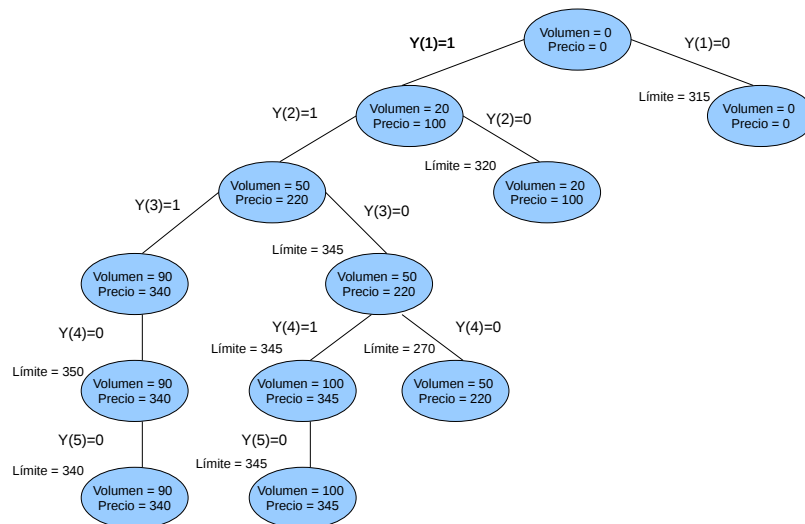 Volumen = 0
Precio = 0
Y(1)=1
Y(1)=0
Volumen = 20
Precio = 100
Límite = 315
Volumen = 0
Precio = 0
Y(2)=1
Y(2)=0
Límite = 320
Volumen = 50
Precio = 220
Volumen = 20
Precio = 100
Y(3)=1
Y(3)=0
Límite = 345
Volumen = 90
Precio = 340
Volumen = 50
Precio = 220
Y(4)=0
Y(4)=1
Y(4)=0
Límite = 350
Límite = 345
Límite = 270
Volumen = 90
Precio = 340
Volumen = 100
Precio = 345
Volumen = 50
Precio = 220
Y(5)=0
Y(5)=0
Límite = 340
Límite = 345
Volumen = 90
Precio = 340
Volumen = 100
Precio = 345